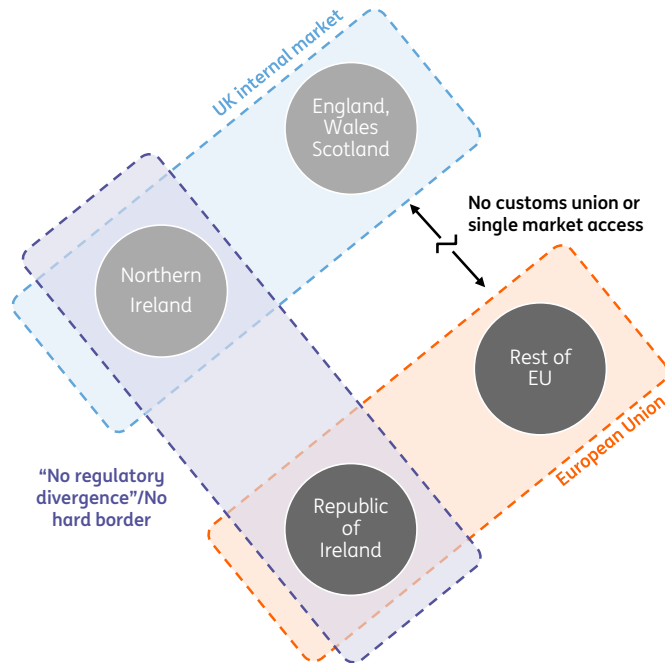 UK internal market
England,
Wales
Scotland
No customs union or
single market access
Northern
Ireland
Rest of
EU
European Union
“No regulatory
divergence”/No
hard border
Republic
of
Ireland